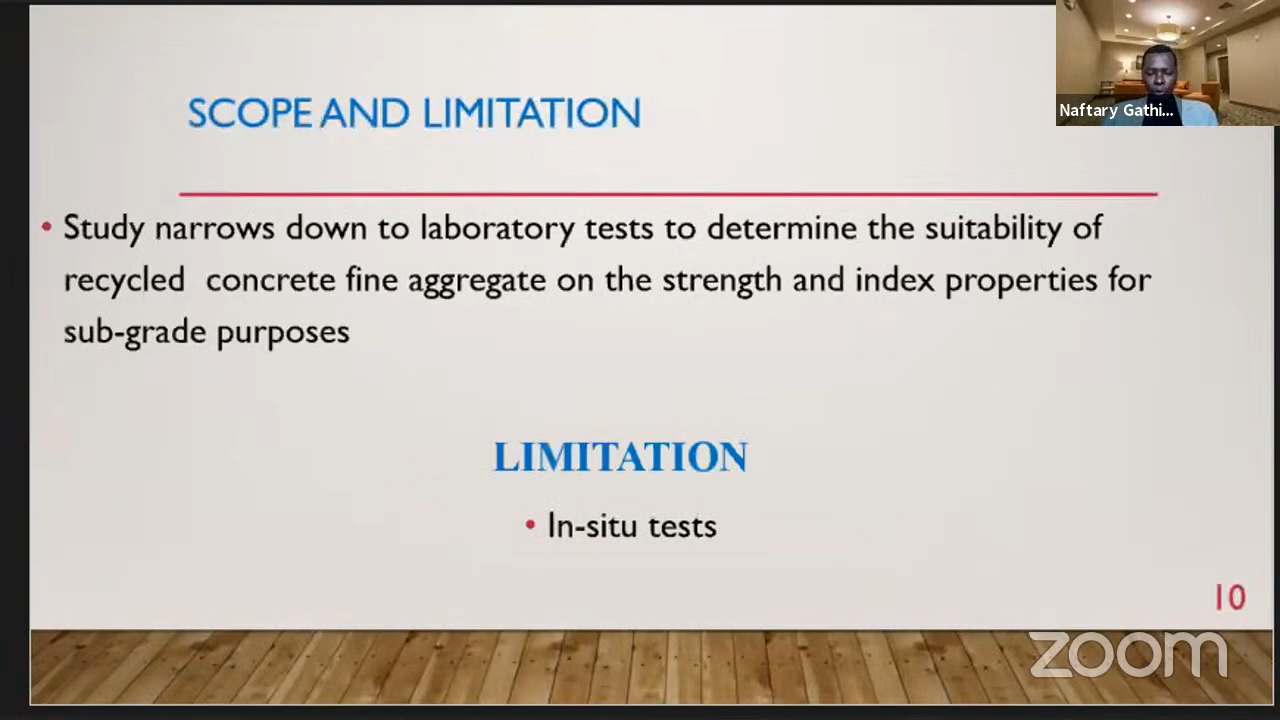 SCOPE AND LIMITATION
Naftary Gathi...
• Study narrows down to laboratory tests to determine the suitability of
recycled concrete fine aggregate on the strength and index properties for
sub-grade purposes
LIMITATION
• In-situ tests
10
zoom